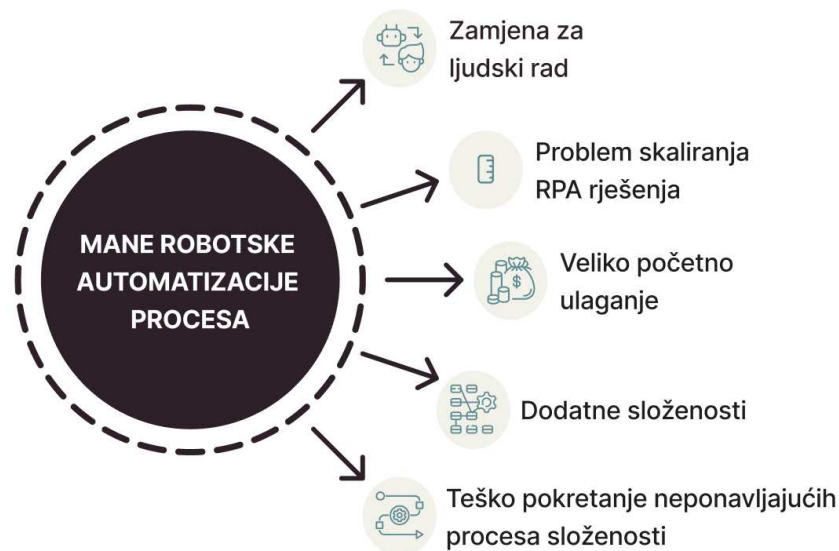 MANE ROBOTSKE
AUTOMATIZACIJE
PROCESA
Zamjena za
ljudski rad
Problem skaliranja
RPA rješenja
Veliko početno
ulaganje
$
Dodatne složenosti
Teško pokretanje neponavljajućih
procesa složenosti